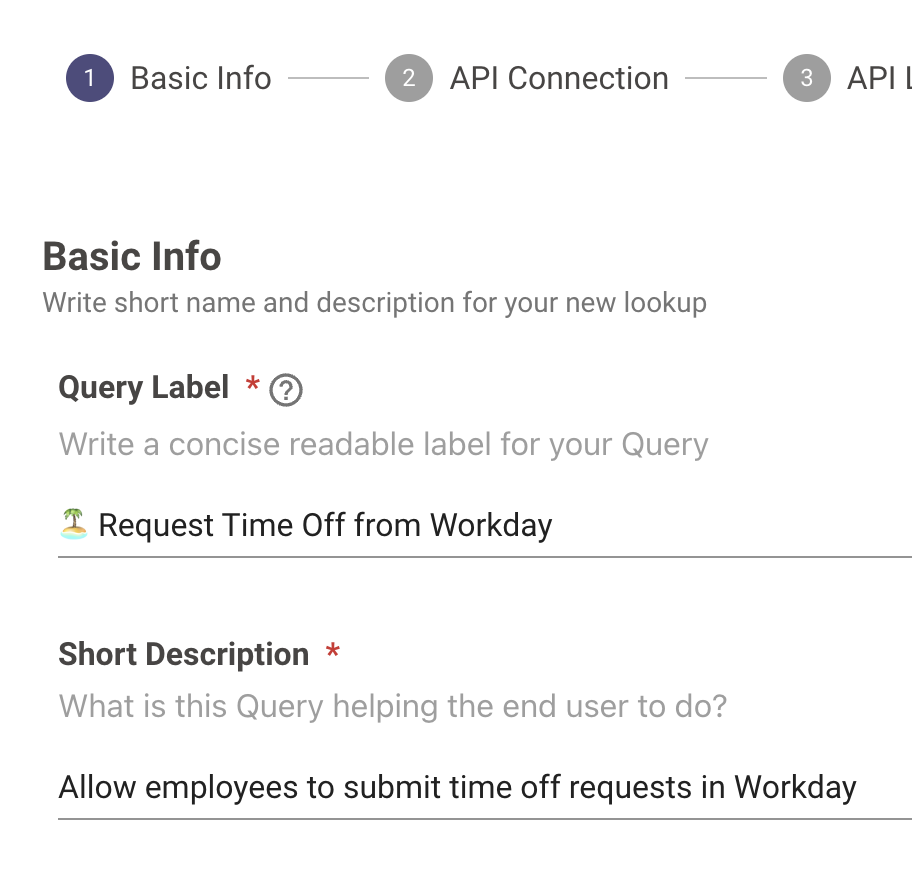 1 Basic Info 2 API Connection 3 API
Basic Info
Write short name and description for your new lookup
Query Label * ?
Write a concise readable label for your Query
🏝️ Request Time Off from Workday
Short Description *
What is this Query helping the end user to do?
Allow employees to submit time off requests in Workday